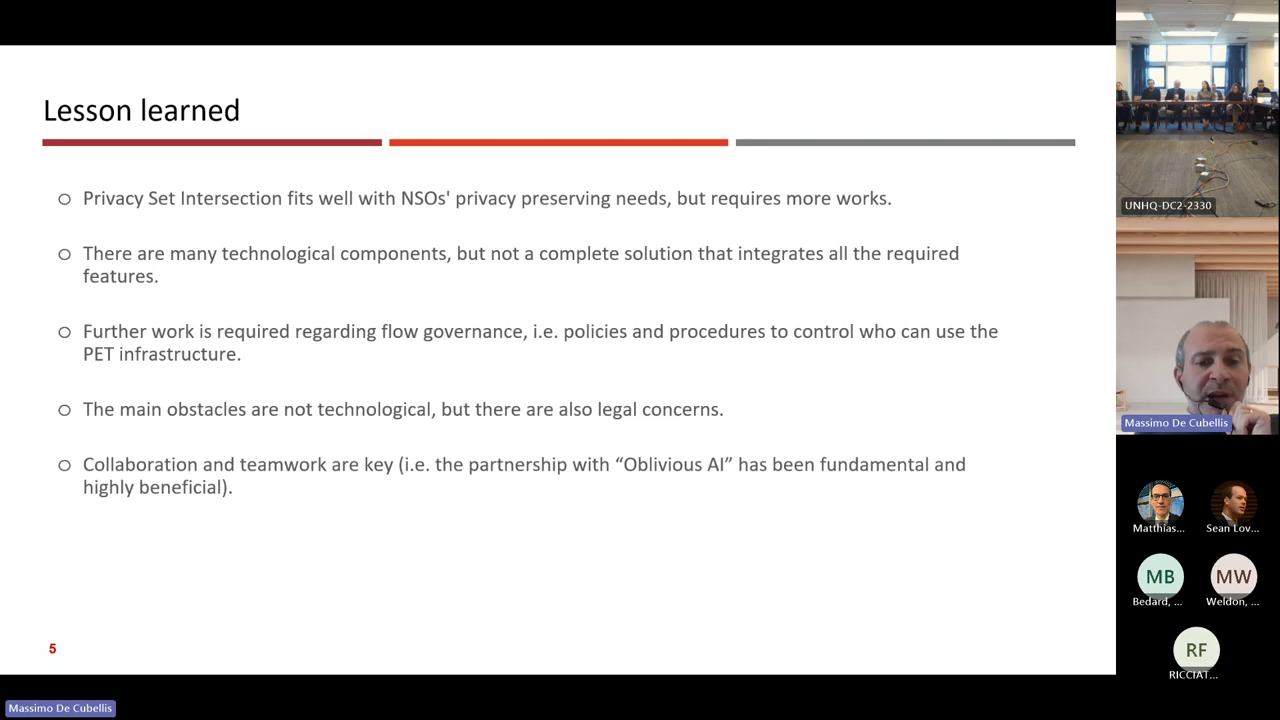 Lesson learned
o Privacy Set Intersection fits well with NSOs' privacy preserving needs, but requires more works.
o There are many technological components, but not a complete solution that integrates all the required
features.
o Further work is required regarding flow governance, i.e. policies and procedures to control who can use the
PET infrastructure.
o The main obstacles are not technological, but there are also legal concerns.
o Collaboration and teamwork are key (i.e. the partnership with “Oblivious AI” has been fundamental and
highly beneficial).
5
Massimo De Cubellis
UNHQ-DC2-2330
Massimo De Cubellis
Matthias...
Sean Lov...
MB
Bedard, ...
MW
Weldon, ...
RF
RICCIAT...